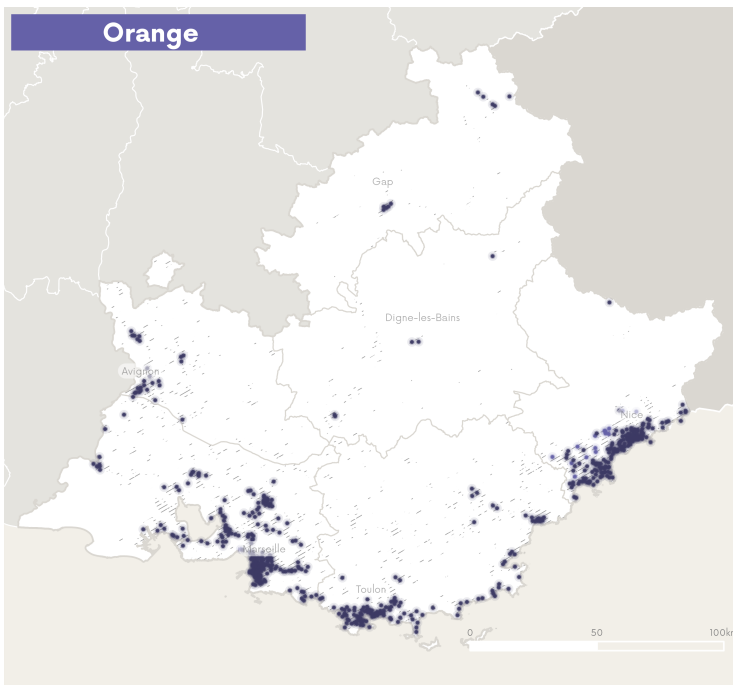 Orange
Gap
Digne-les-Bains
Avignon
Nice
Marseille
Toulon
0 50 100km